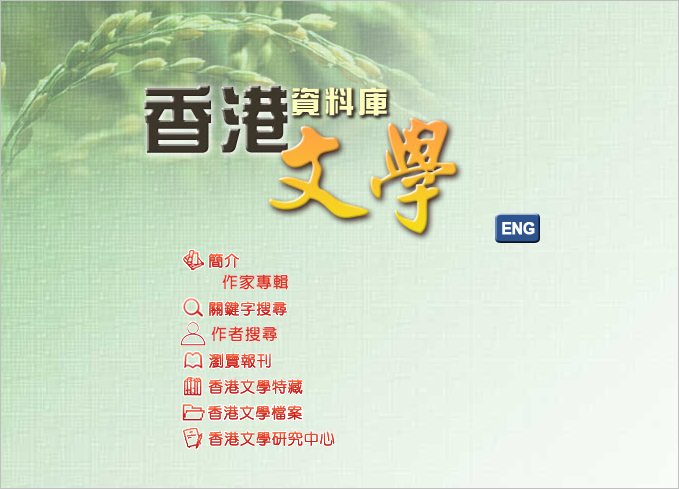 香港
資料庫
文學
ENG
簡介
作家專輯
關鍵字搜尋
作者搜尋
瀏覽報刊
香港文學特藏
香港文學檔案
香港文學研究中心